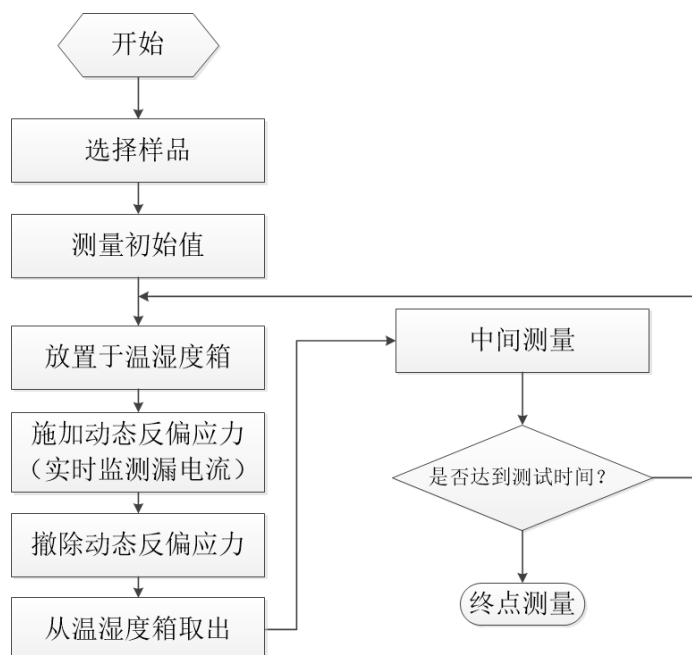 开始
选择样品
测量初始值
放置于温湿度箱
施加动态反偏应力
（实时监测漏电流）
撤除动态反偏应力
从温湿度箱取出
中间测量
是否达到测试时间？
终点测量